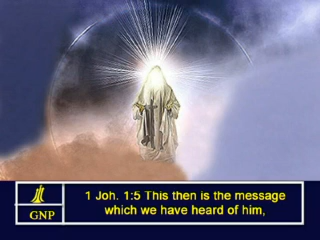 1 Joh. 1:5 This then is the message
which we have heard of him,
GNP